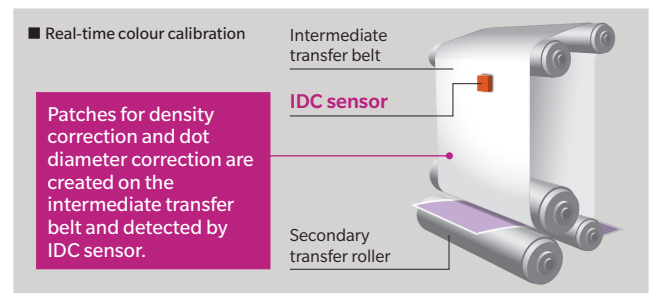 ■ Real-time colour calibration
Intermediate
transfer belt
IDC sensor
Patches for density
correction and dot
diameter correction are
created on the
intermediate transfer
belt and detected by
IDC sensor.
Secondary
transfer roller